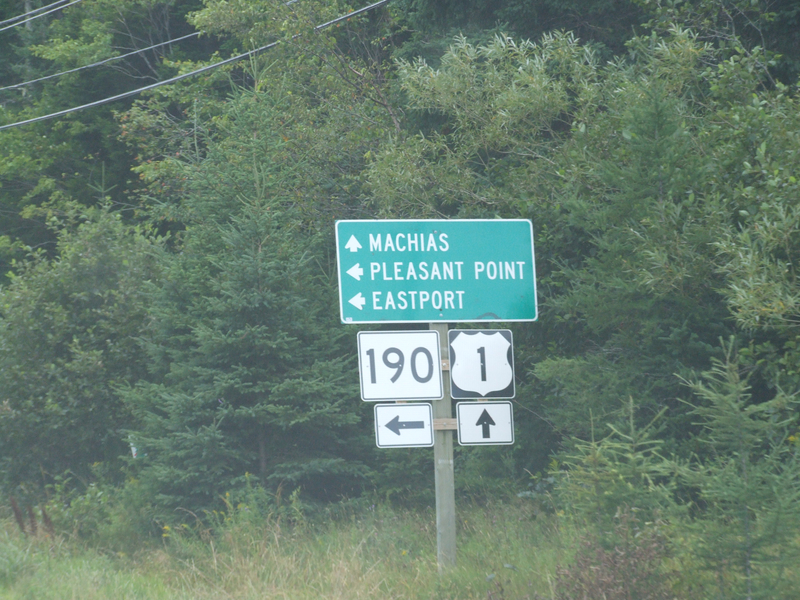 MACHIAS
PLEASANT POINT
EASTPORT
190 1